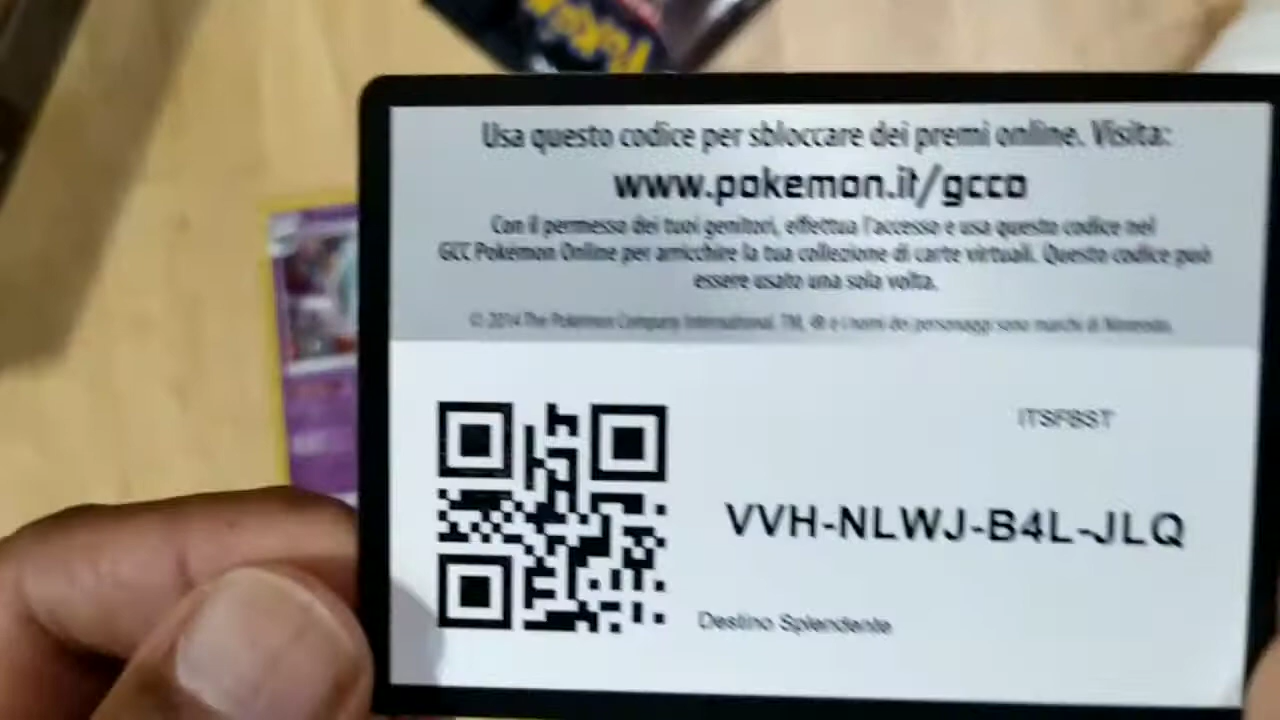 Usa questo codice per sbloccare dei premi online. Visita:
www.pokemon.it/gcco
Con il permesso dei tuoi genitori, effettua l'accesso e usa questo codice nel
GCC Pokémon Online per arricchire la tua collezione di carte virtuali. Questo codice può
essere usato una sola volta.
© 2014 The Pokémon Company International. TM, ® e i nomi dei personaggi sono marchi di Nintendo.
ITSFBST
VVH-NLWJ-B4L-JLQ
Destino Splendente